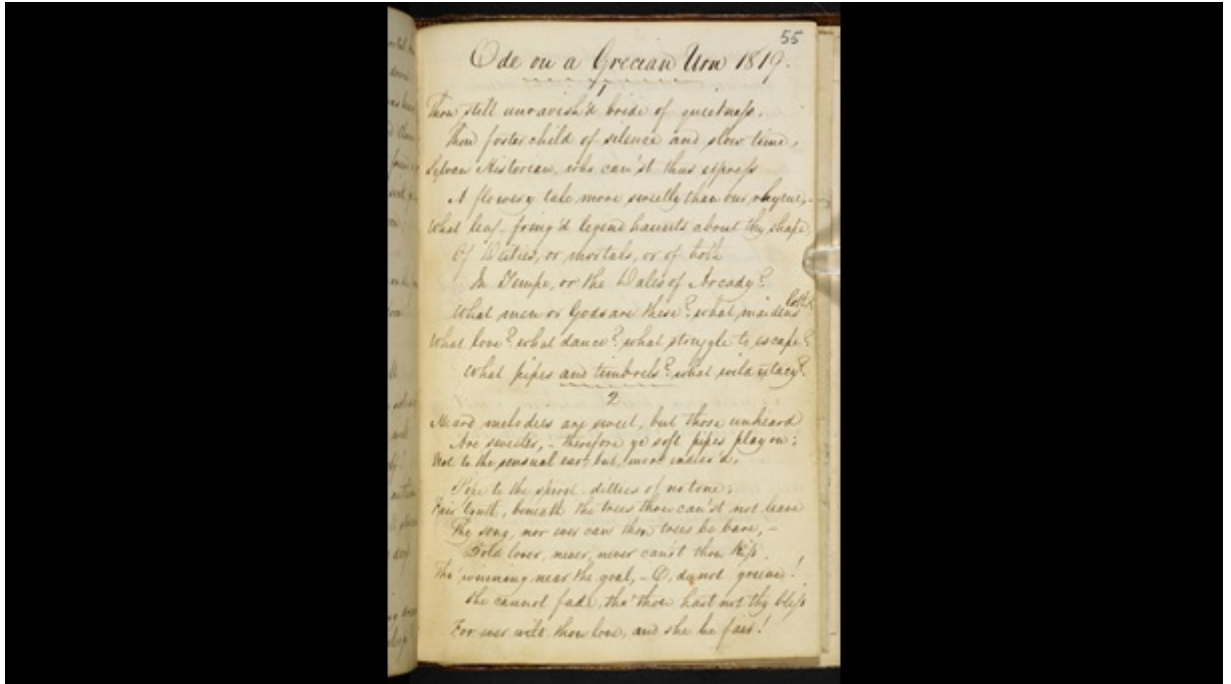 55
Ode on a Grecian Urn 1819.
1
Thou still unravish'd bride of quietness,
Thou foster child of silence and slow time,
Sylvan Historian, who can'st thus express
A flowery tale more sweetly than our rhyme,-
What leaf-fring'd legend haunts about thy shape
Of Deities, or mortals, or of both
In Tempe, or the Dales of Arcady?
What men or Gods are these? what maidens loth?
What love? what dance? what struggle to escape?
What pipes and timbrels? what wild extacy?
2
Heard melodies are sweet, but those unheard
Are sweeter,- therefore ye soft pipes play on;
Not to the sensual ear, but, more endear'd,
Pipe to the spirit- ditties of no tone;
Fair Youth, beneath the trees thou can'st not leave
Thy song, nor ever can those trees be bare,-
Bold lover, never, never can'st thou kiss
Tho' winning near the goal,- O, do not grieve!
She cannot fade, tho' thou hast not thy bliss
For ever wilt thou love, and she be fair!